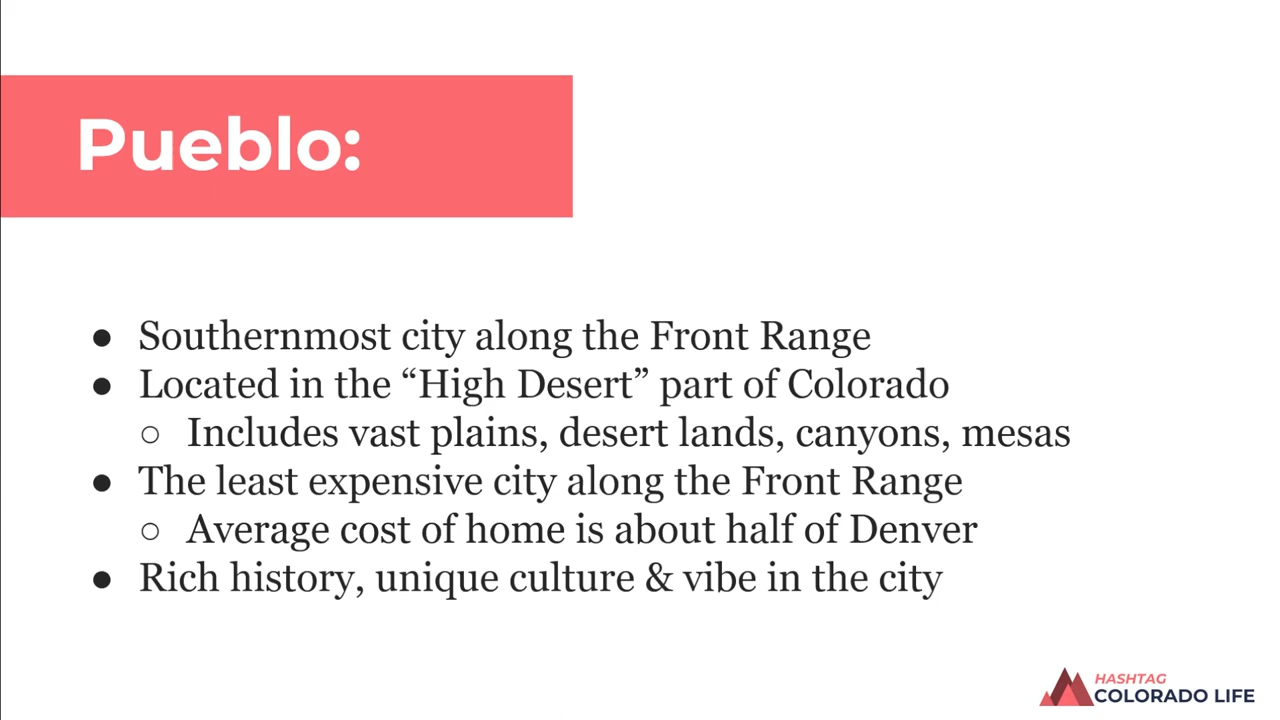 Pueblo:
● Southernmost city along the Front Range
● Located in the “High Desert” part of Colorado
○ Includes vast plains, desert lands, canyons, mesas
● The least expensive city along the Front Range
○ Average cost of home is about half of Denver
● Rich history, unique culture & vibe in the city
HASHTAG
COLORADO LIFE